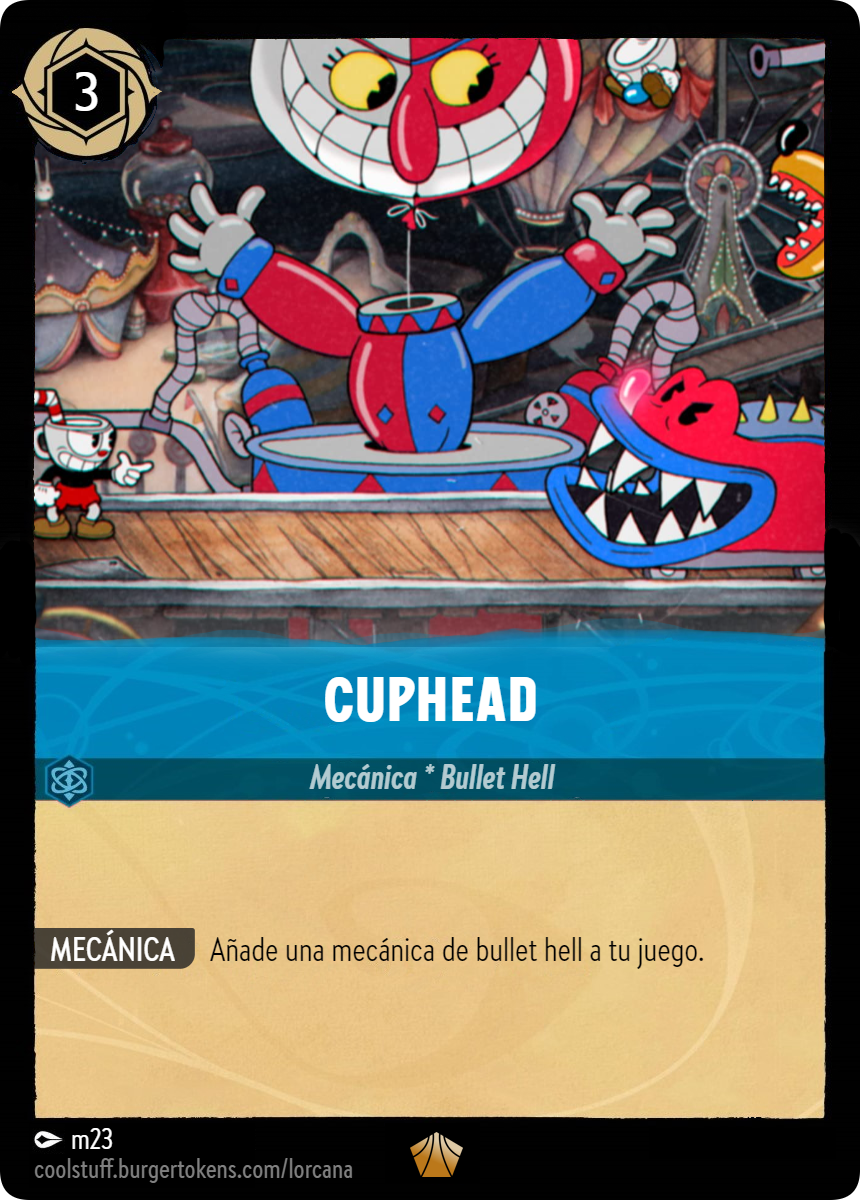 3
CUPHEAD
Mecánica * Bullet Hell
MECÁNICA Añade una mecánica de bullet hell a tu juego.
m23
coolstuff.burgertokens.com/lorcana